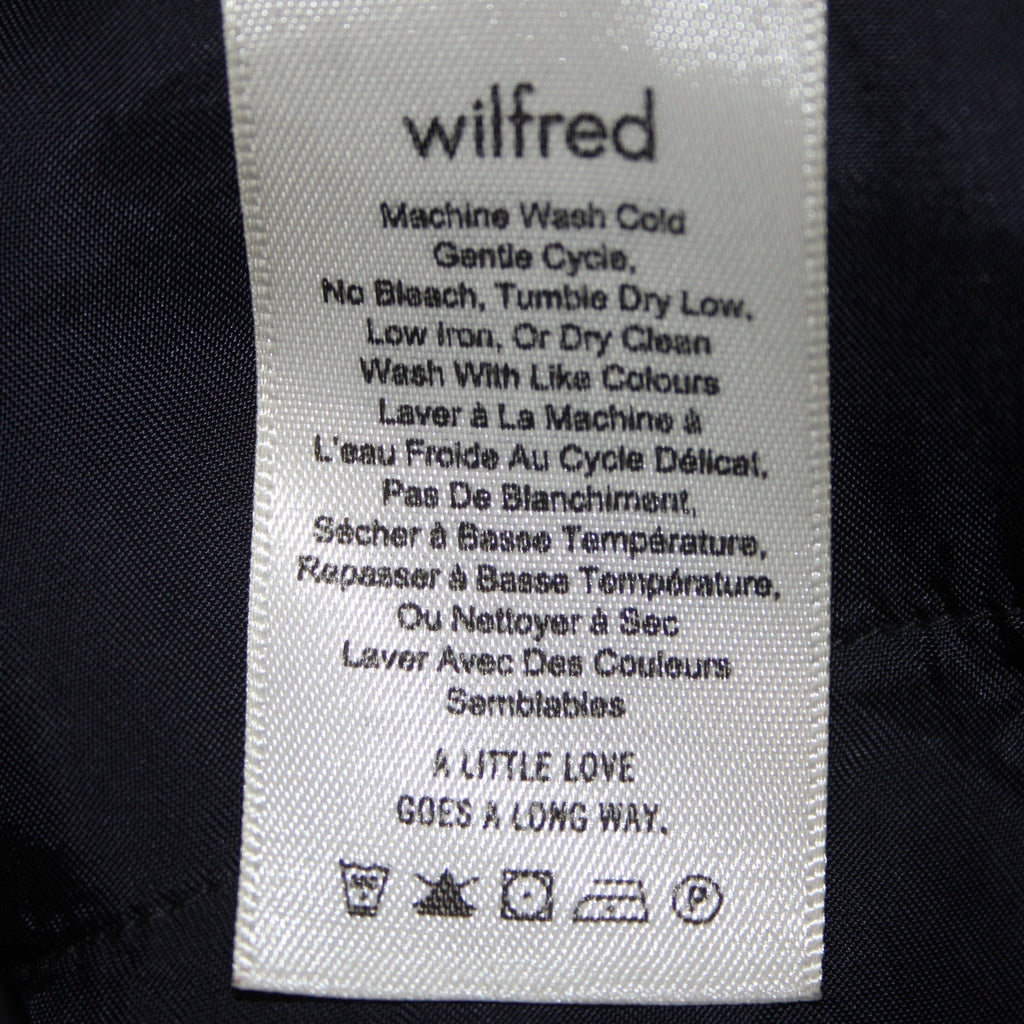 wilfred
Machine Wash Cold
Gentle Cycle,
No Bleach, Tumble Dry Low,
Low Iron, Or Dry Clean
Wash With Like Colours
Laver à La Machine à
L'eau Froide Au Cycle Délicat,
Pas De Blanchiment,
Sécher à Basse Température,
Repasser à Basse Température,
Ou Nettoyer à Sec
Laver Avec Des Couleurs
Semblables
A LITTLE LOVE
GOES A LONG WAY.
P